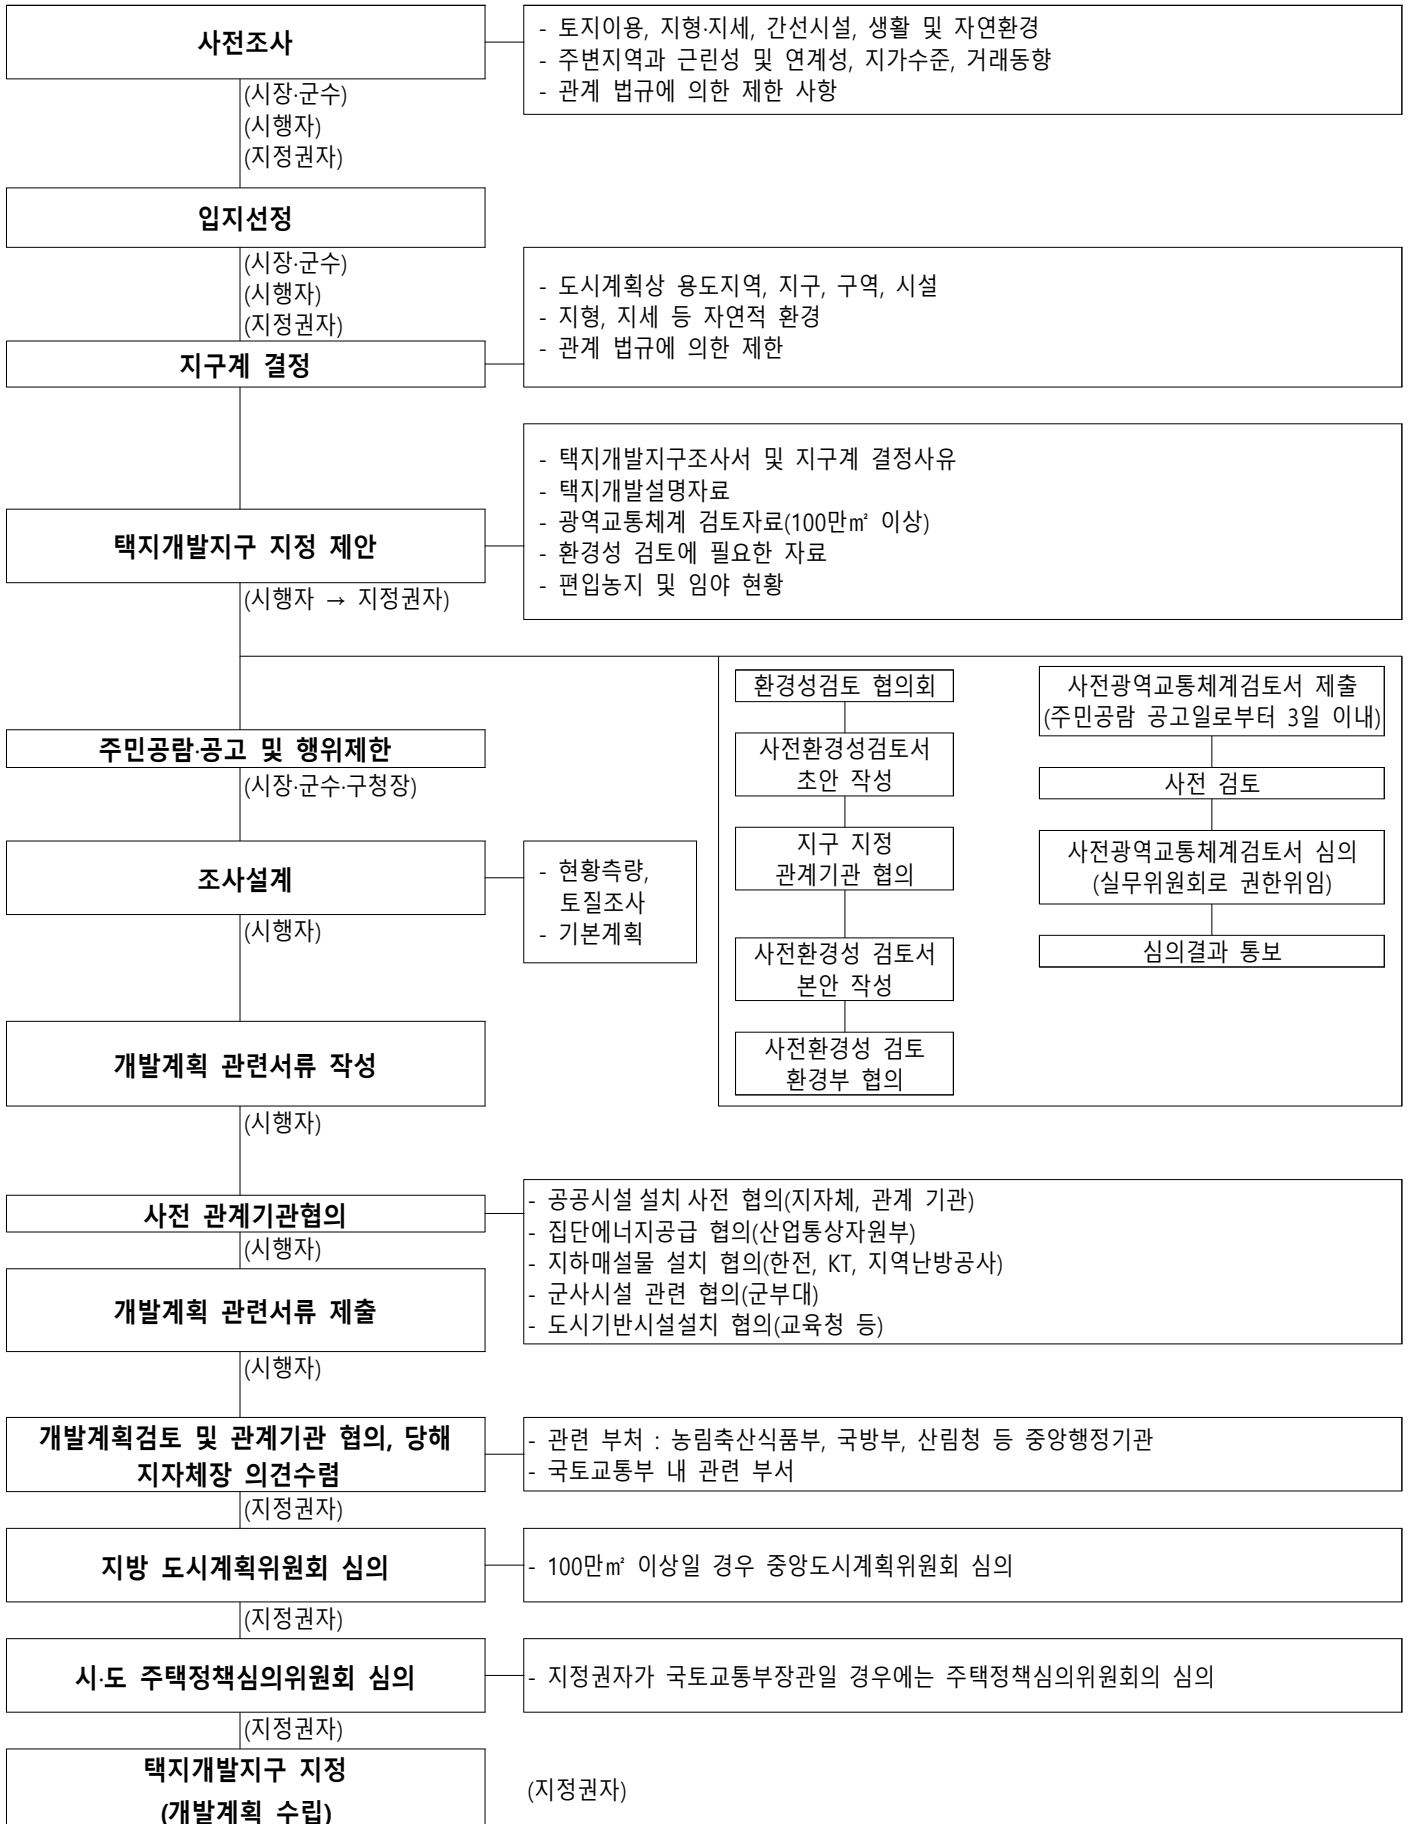 사전조사
- 토지이용, 지형·지세, 간선시설, 생활 및 자연환경
- 주변지역과 근린성 및 연계성, 지가수준, 거래동향
- 관계 법규에 의한 제한 사항
(시장·군수)
(시행자)
(지정권자)
입지선정
(시장·군수)
(시행자)
(지정권자)
지구계 결정
- 도시계획상 용도지역, 지구, 구역, 시설
- 지형, 지세 등 자연적 환경
- 관계 법규에 의한 제한
택지개발지구 지정 제안
(시행자 → 지정권자)
- 택지개발지구조사서 및 지구계 결정사유
- 택지개발설명자료
- 광역교통체계 검토자료(100만㎡ 이상)
- 환경성 검토에 필요한 자료
- 편입농지 및 임야 현황
주민공람·공고 및 행위제한
(시장·군수·구청장)
조사설계
(시행자)
- 현황측량,
토질조사
- 기본계획
환경성검토 협의회
사전환경성검토서
초안 작성
지구 지정
관계기관 협의
사전환경성 검토서
본안 작성
사전환경성 검토
환경부 협의
사전광역교통체계검토서 제출
(주민공람 공고일로부터 3일 이내)
사전 검토
사전광역교통체계검토서 심의
(실무위원회로 권한위임)
심의결과 통보
개발계획 관련서류 작성
(시행자)
사전 관계기관협의
(시행자)
- 공공시설 설치 사전 협의(지자체, 관계 기관)
- 집단에너지공급 협의(산업통상자원부)
- 지하매설물 설치 협의(한전, KT, 지역난방공사)
- 군사시설 관련 협의(군부대)
- 도시기반시설설치 협의(교육청 등)
개발계획 관련서류 제출
(시행자)
개발계획검토 및 관계기관 협의, 당해
지자체장 의견수렴
(지정권자)
- 관련 부처 : 농림축산식품부, 국방부, 산림청 등 중앙행정기관
- 국토교통부 내 관련 부서
지방 도시계획위원회 심의
(지정권자)
- 100만㎡ 이상일 경우 중앙도시계획위원회 심의
시·도 주택정책심의위원회 심의
(지정권자)
- 지정권자가 국토교통부장관일 경우에는 주택정책심의위원회의 심의
택지개발지구 지정
(개발계획 수립)
(지정권자)